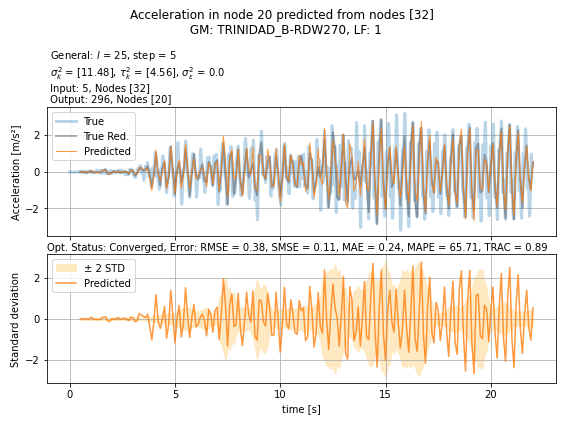 Acceleration in node 20 predicted from nodes [32]
GM: TRINIDAD_B-RDW270, LF: 1
General: l = 25, step = 5
σ²ₖ = [11.48], τ²ₖ = [4.56], σ²ₑ = 0.0
Input: 5, Nodes [32]
Output: 296, Nodes [20]
True
True Red.
Predicted
Acceleration [m/s²]
2
0
−2
Opt. Status: Converged, Error: RMSE = 0.38, SMSE = 0.11, MAE = 0.24, MAPE = 65.71, TRAC = 0.89
± 2 STD
Predicted
Standard deviation
2
0
−2
0 5 10 15 20
time [s]